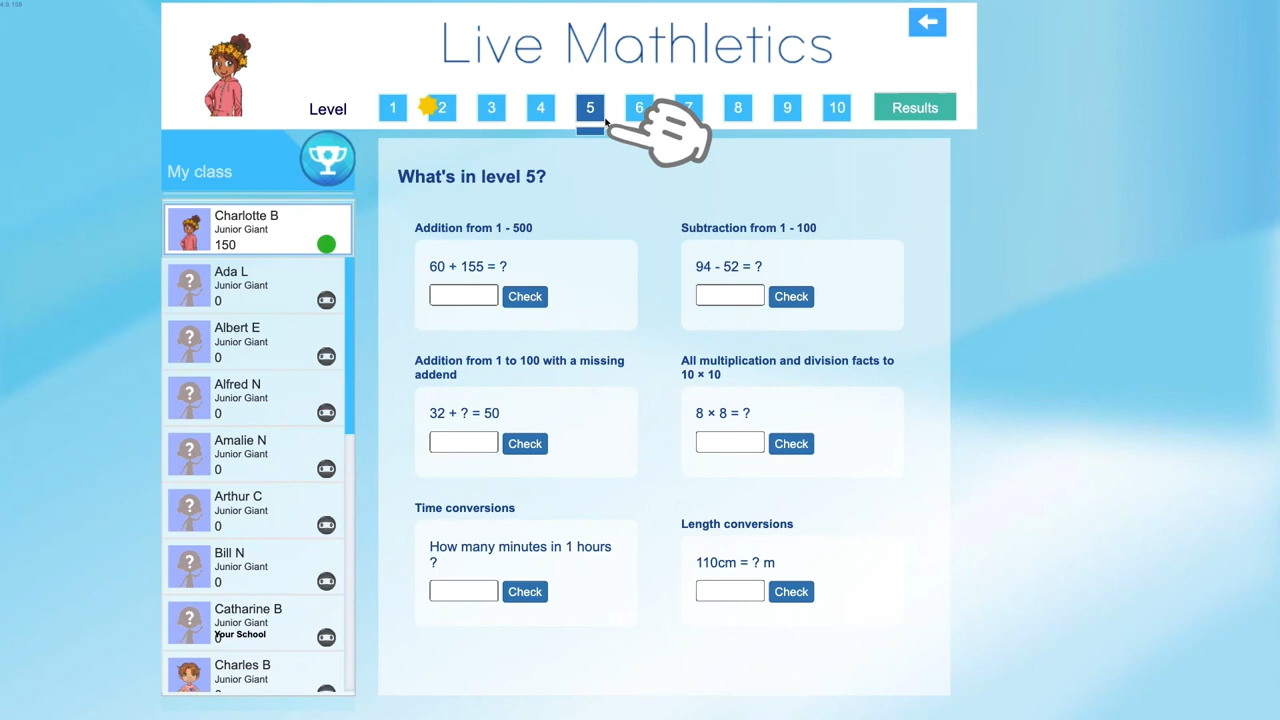 4.9.158
Live Mathletics
Level
1
2
3
4
5
6
7
8
9
10
Results
My class
Charlotte B
Junior Giant
150
Ada L
Junior Giant
0
Albert E
Junior Giant
0
Alfred N
Junior Giant
0
Amalie N
Junior Giant
0
Arthur C
Junior Giant
0
Bill N
Junior Giant
0
Catharine B
Junior Giant
0
Your School
Charles B
Junior Giant
What's in level 5?
Addition from 1 - 500
60 + 155 = ?
Check
Subtraction from 1 - 100
94 - 52 = ?
Check
Addition from 1 to 100 with a missing
addend
32 + ? = 50
Check
All multiplication and division facts to
10 × 10
8 × 8 = ?
Check
Time conversions
How many minutes in 1 hours
?
Check
Length conversions
110cm = ? m
Check